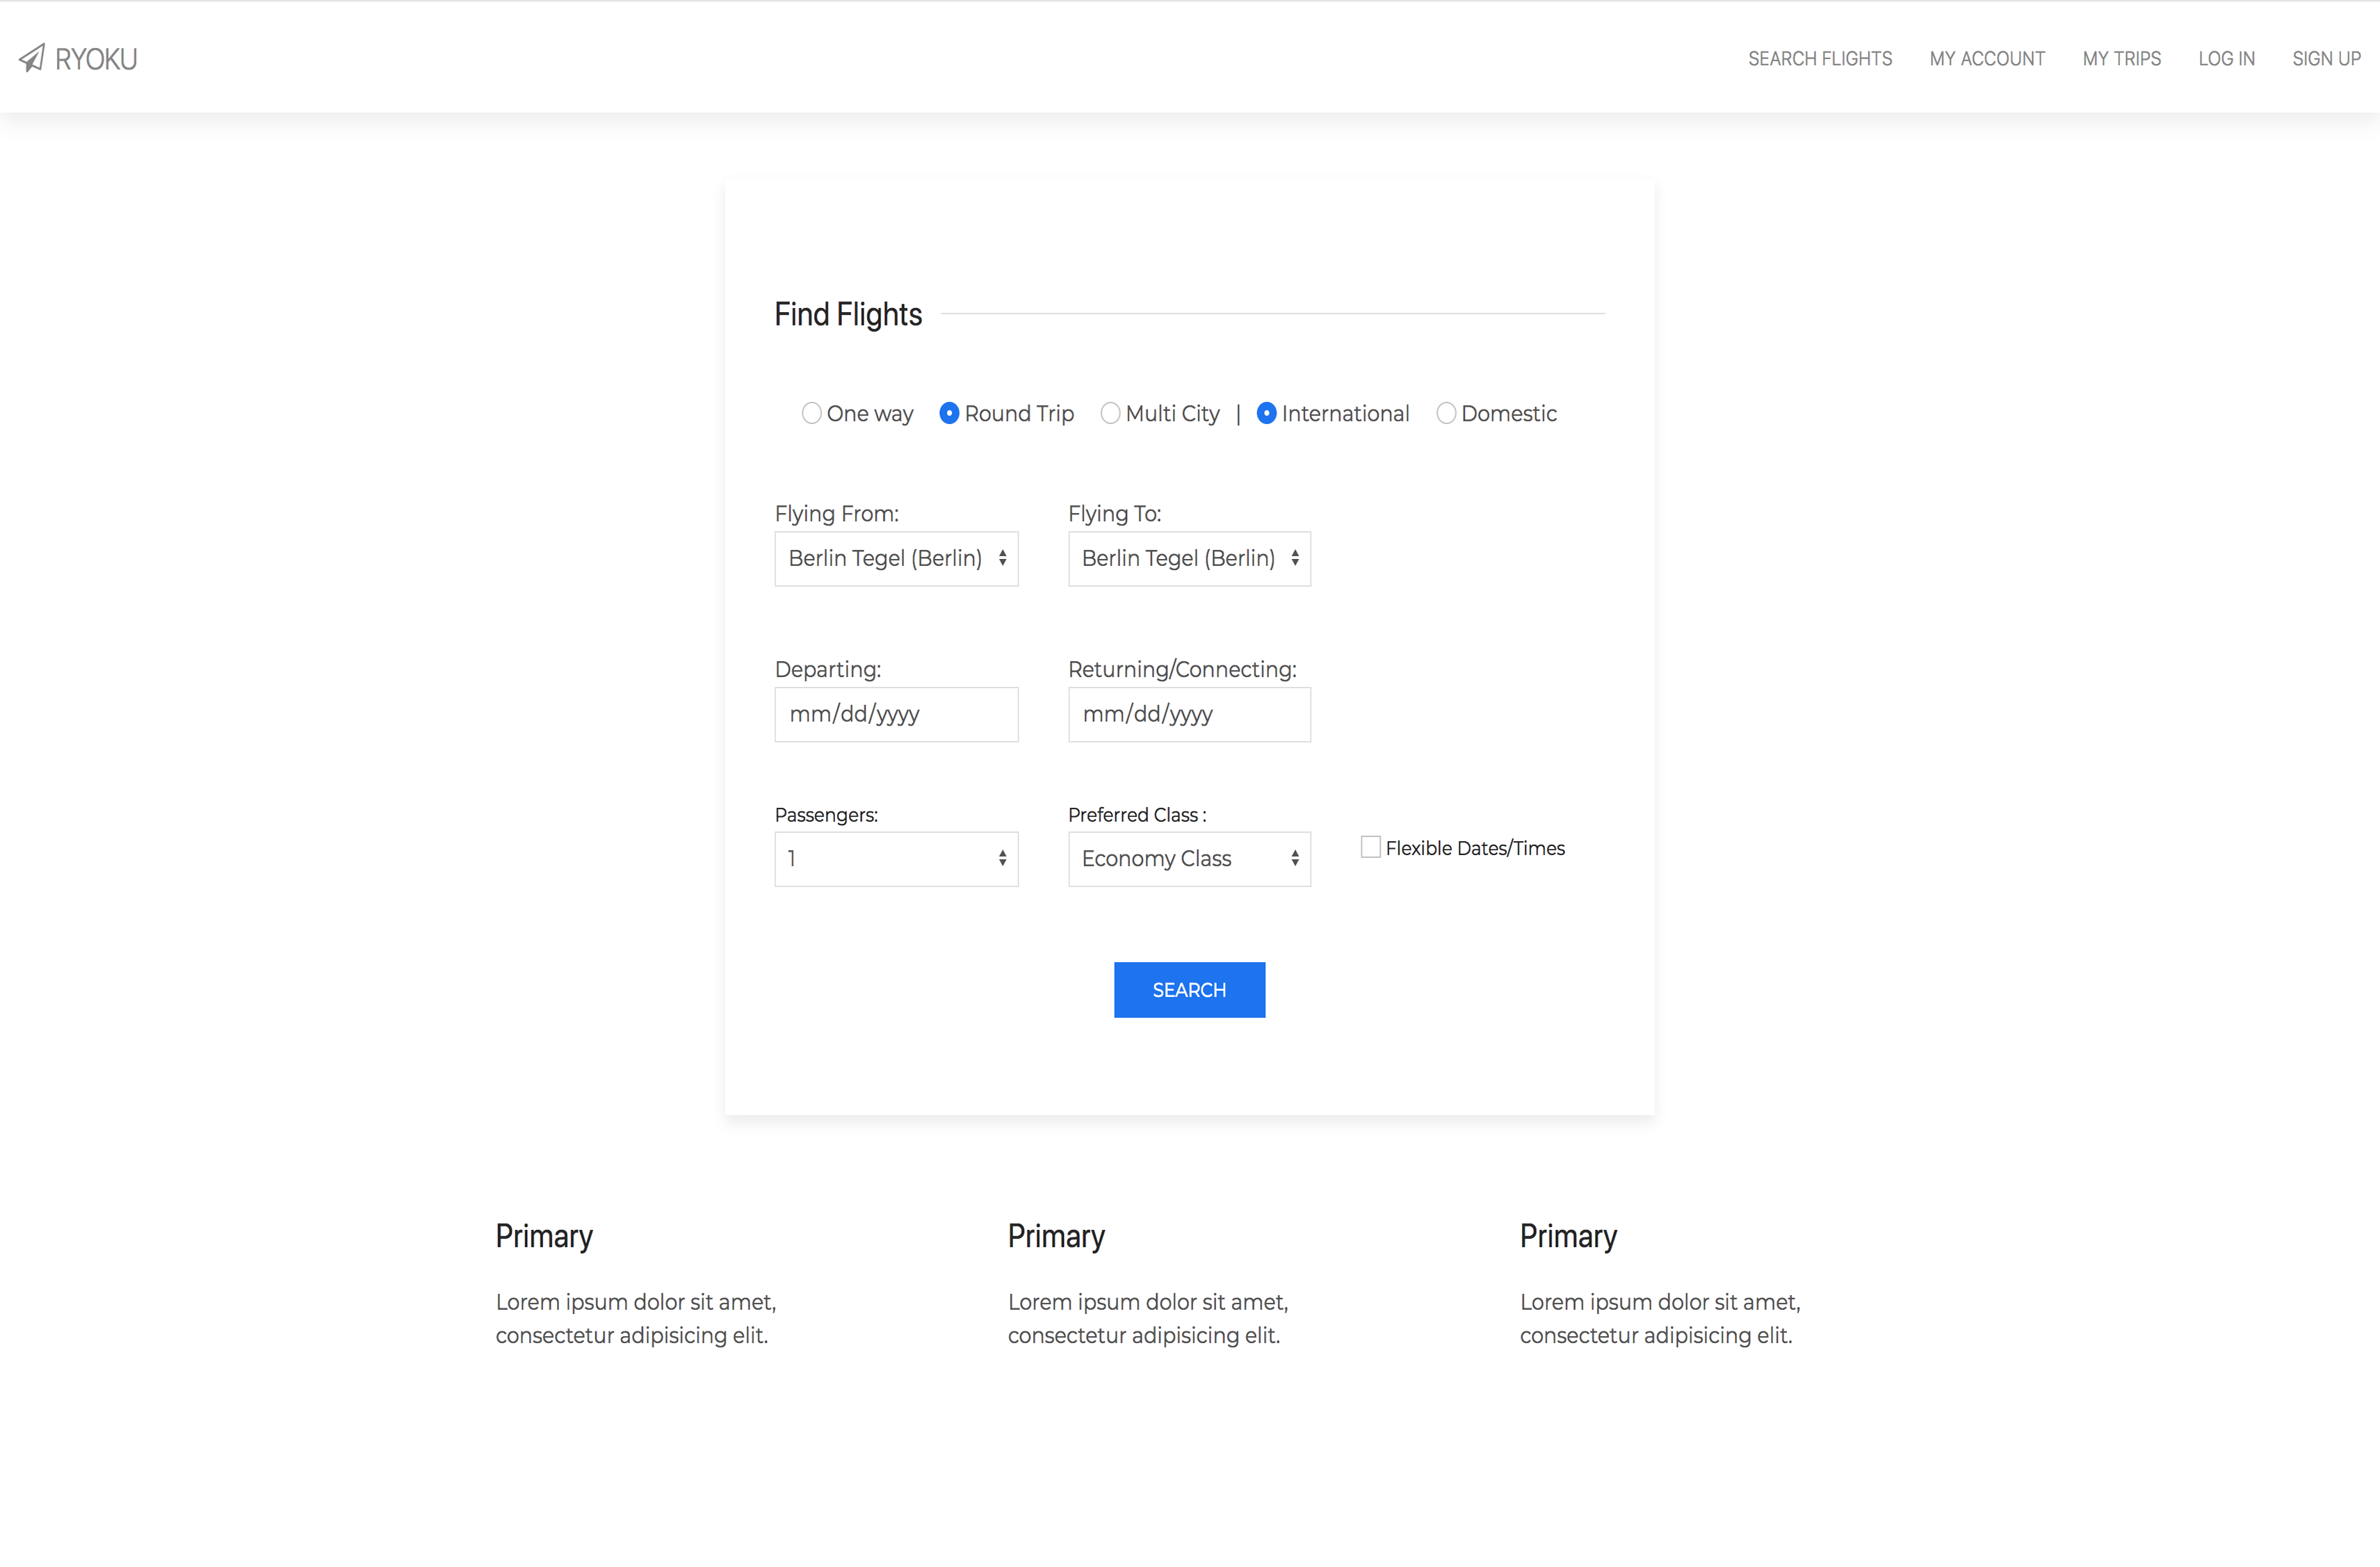 RYOKU SEARCH FLIGHTS MY ACCOUNT MY TRIPS LOG IN SIGN UP
Find Flights
One way Round Trip Multi City | International Domestic
Flying From: Flying To:
Berlin Tegel (Berlin) Berlin Tegel (Berlin)
Departing: Returning/Connecting:
mm/dd/yyyy mm/dd/yyyy
Passengers: Preferred Class :
1 Economy Class Flexible Dates/Times
SEARCH
Primary Primary Primary
Lorem ipsum dolor sit amet, Lorem ipsum dolor sit amet, Lorem ipsum dolor sit amet,
consectetur adipisicing elit. consectetur adipisicing elit. consectetur adipisicing elit.